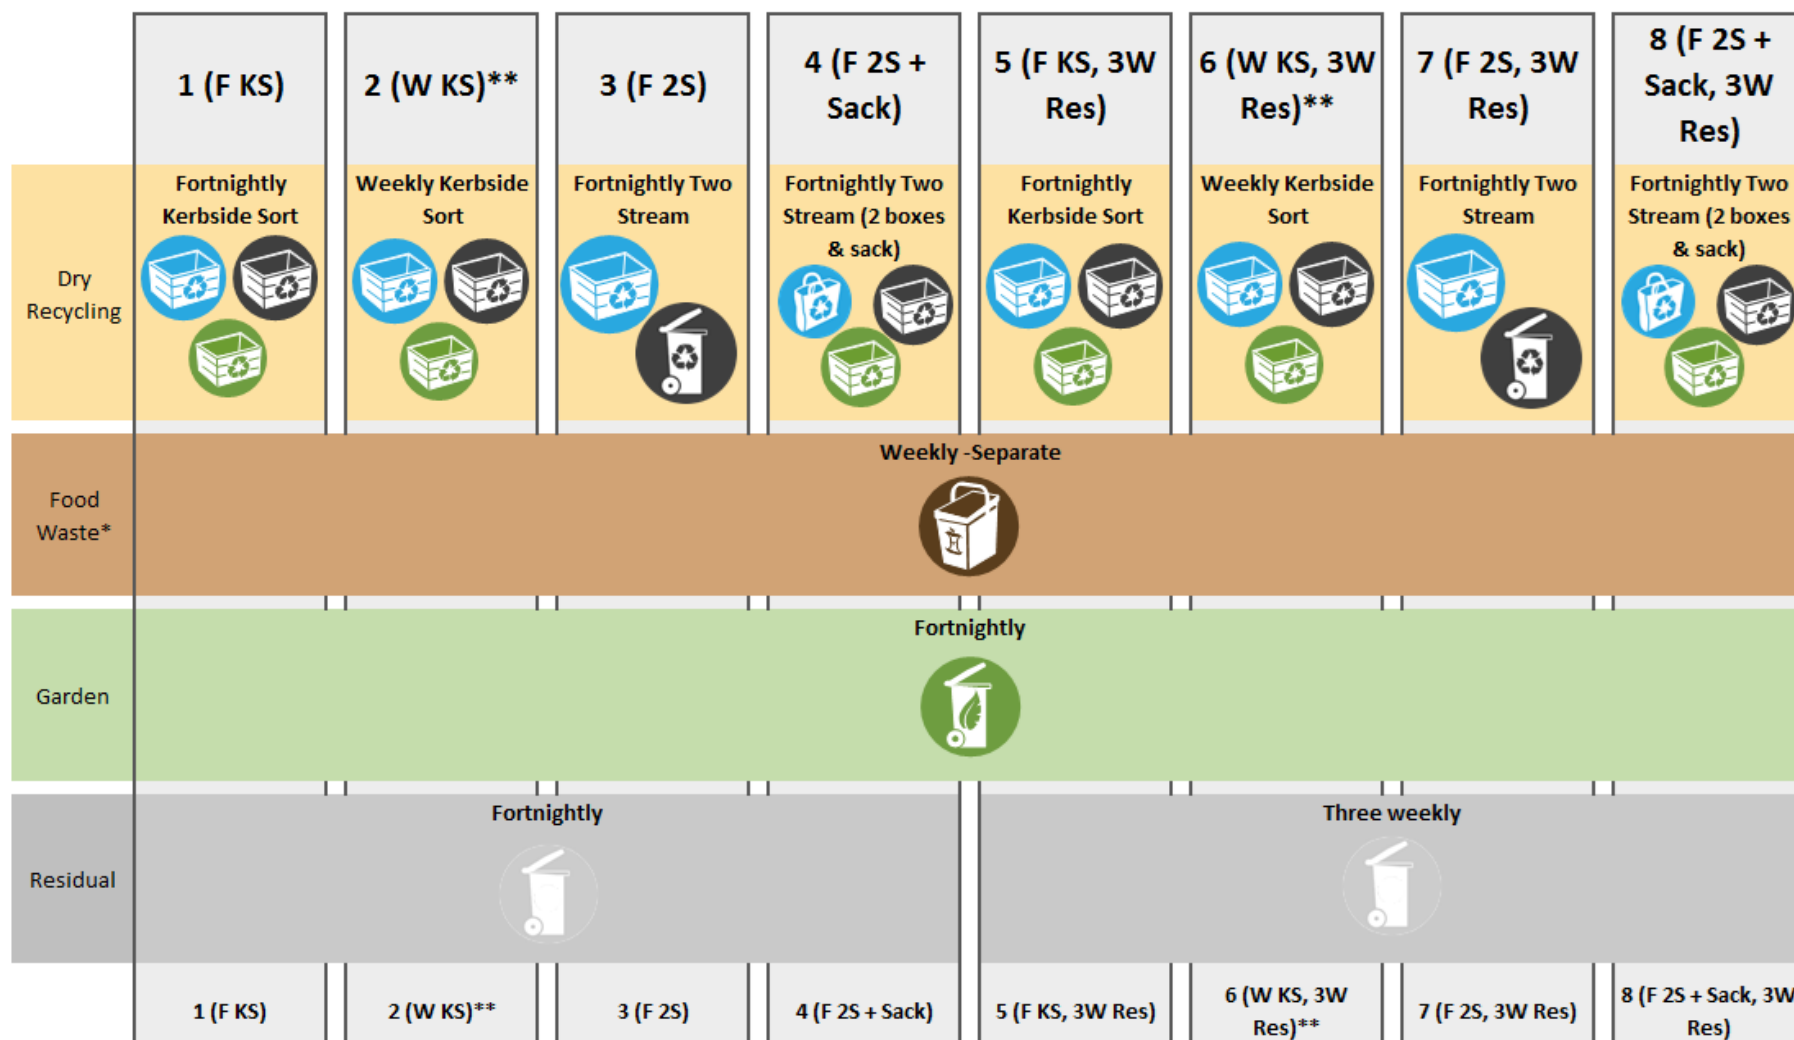 1 (F KS)
2 (W KS)**
3 (F 2S)
4 (F 2S +
Sack)
5 (F KS, 3W
Res)
6 (W KS, 3W
Res)**
7 (F 2S, 3W
Res)
8 (F 2S +
Sack, 3W
Res)
Dry
Recycling
Fortnightly
Kerbside Sort
Weekly Kerbside
Sort
Fortnightly Two
Stream
Fortnightly Two
Stream (2 boxes
& sack)
Fortnightly
Kerbside Sort
Weekly Kerbside
Sort
Fortnightly Two
Stream
Fortnightly Two
Stream (2 boxes
& sack)
Food
Waste*
Weekly -Separate
Garden
Fortnightly
Residual
Fortnightly
Three weekly
1 (F KS)
2 (W KS)**
3 (F 2S)
4 (F 2S + Sack)
5 (F KS, 3W Res)
6 (W KS, 3W
Res)**
7 (F 2S, 3W Res)
8 (F 2S + Sack, 3W
Res)